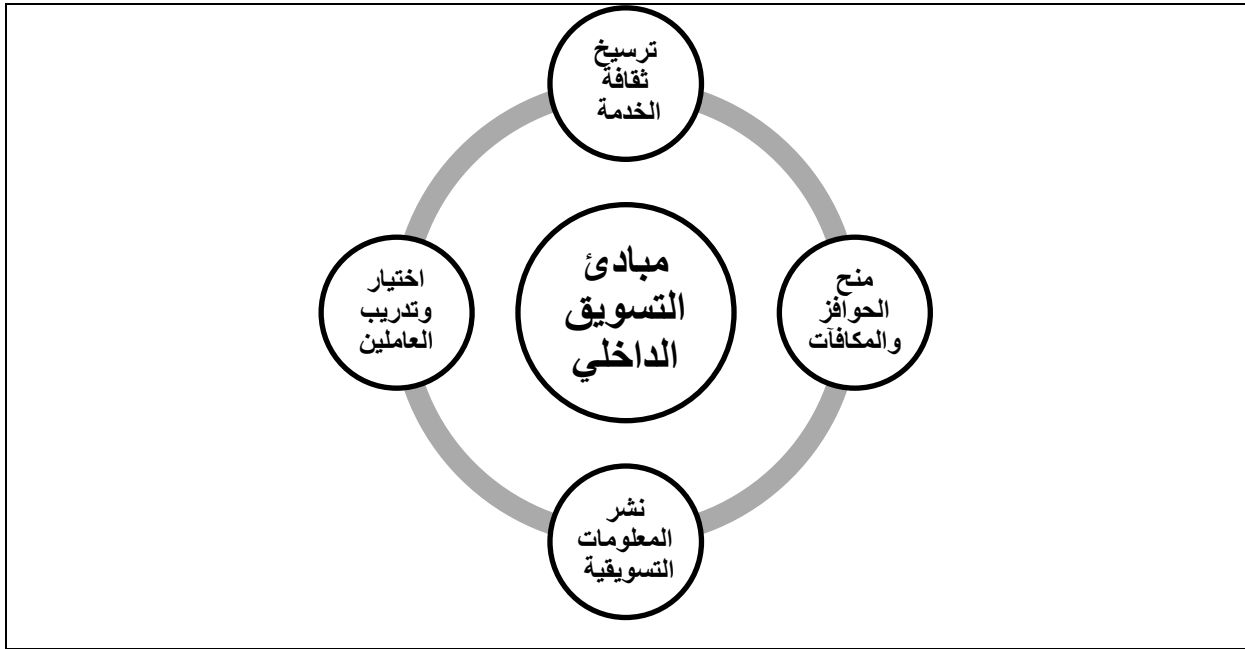 ترسيخ
ثقافة
الخدمة
مبادئ
التسويق
الداخلي
منح
الحوافز
والمكافآت
نشر
المعلومات
التسويقية
اختيار
وتدريب
العاملين